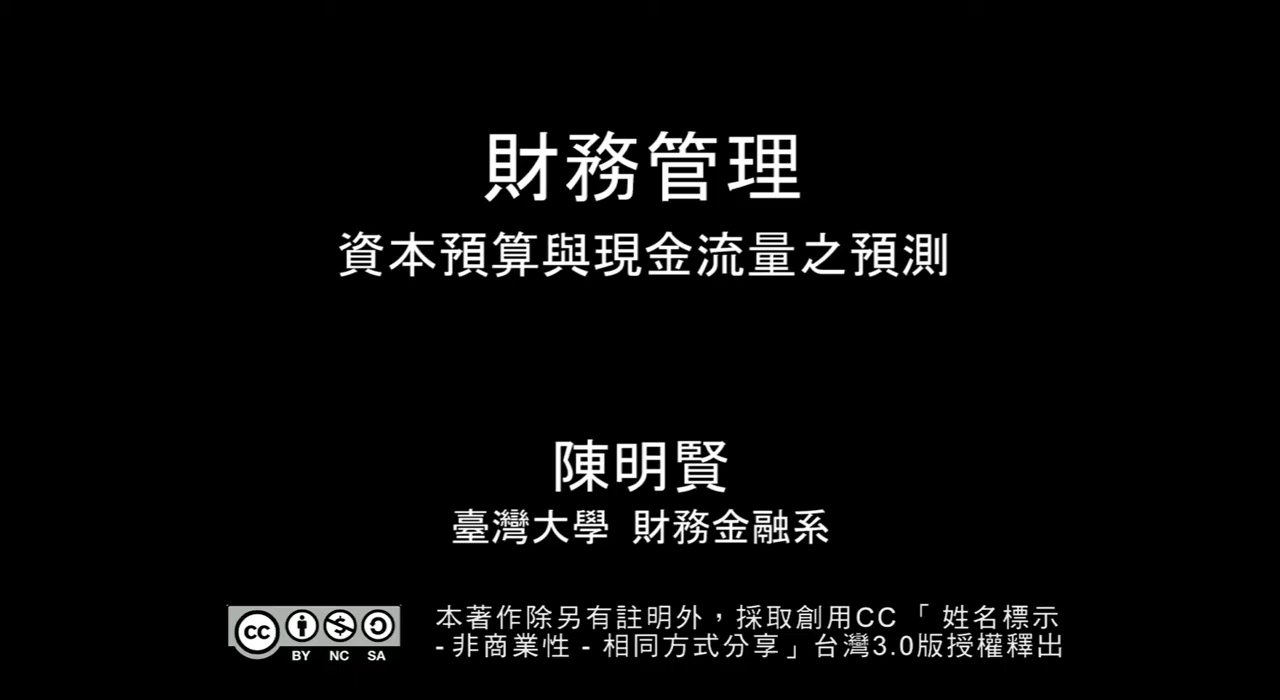 財務管理
資本預算與現金流量之預測
陳明賢
臺灣大學 財務金融系
本著作除另有註明外，採取創用CC「姓名標示
- 非商業性 - 相同方式分享」台灣3.0版授權釋出
cc
BY NC SA